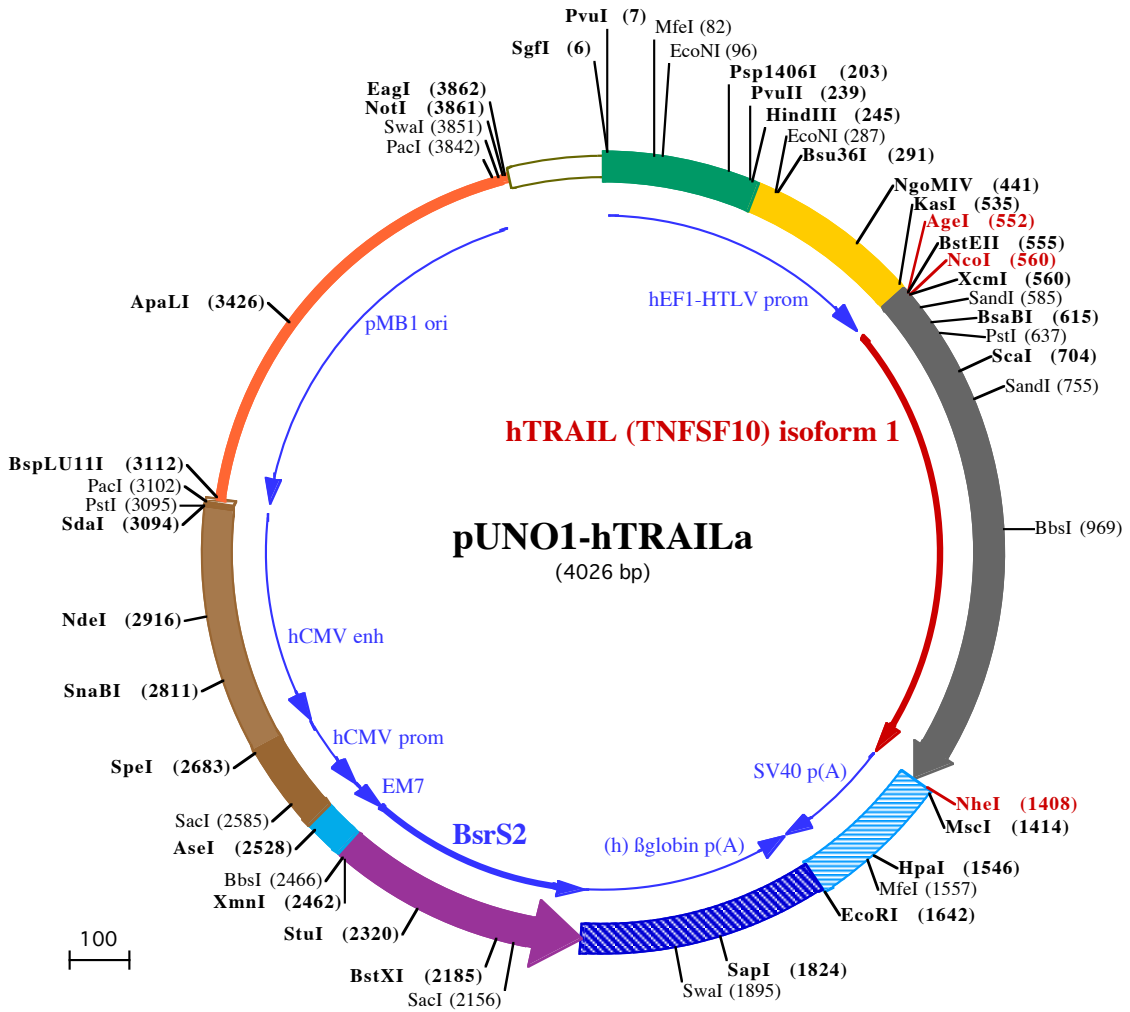 PvuI (7)
SgfI (6)
MfeI (82)
EcoNI (96)
Psp1406I (203)
PvuII (239)
HindIII (245)
EcoNI (287)
Bsu36I (291)
NgoMIV (441)
KasI (535)
AgeI (552)
BstEII (555)
NcoI (560)
XcmI (560)
SandI (585)
BsaBI (615)
PstI (637)
ScaI (704)
SandI (755)
BbsI (969)
NheI (1408)
MscI (1414)
HpaI (1546)
MfeI (1557)
EcoRI (1642)
SapI (1824)
SwaI (1895)
SacI (2156)
BstXI (2185)
StuI (2320)
XmnI (2462)
BbsI (2466)
AseI (2528)
SacI (2585)
SpeI (2683)
SnaBI (2811)
NdeI (2916)
SdaI (3094)
PstI (3095)
PacI (3102)
BspLU11I (3112)
ApaLI (3426)
PacI (3842)
SwaI (3851)
NotI (3861)
EagI (3862)
hEF1-HTLV prom
pMB1 ori
hTRAIL (TNFSF10) isoform 1
pUNO1-hTRAILa
(4026 bp)
hCMV enh
hCMV prom
EM7
BsrS2
(h) ßglobin p(A)
SV40 p(A)
100